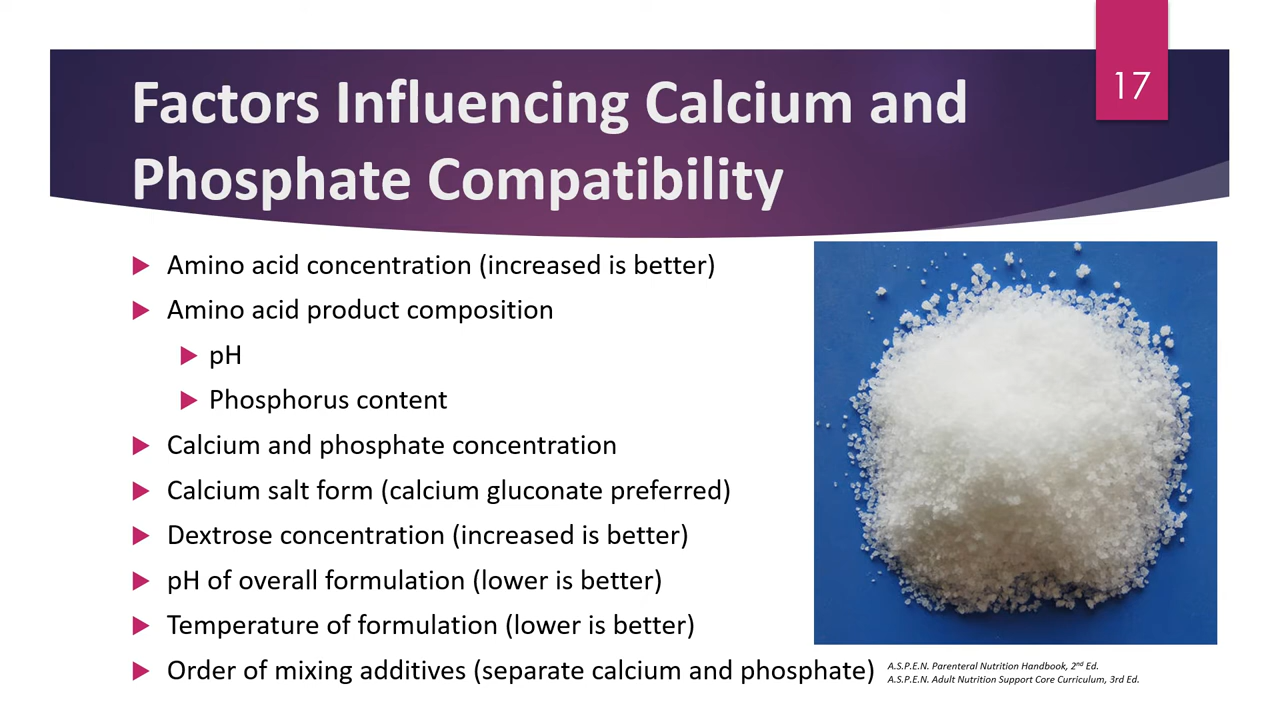 Factors Influencing Calcium and
Phosphate Compatibility
17
Amino acid concentration (increased is better)
Amino acid product composition
pH
Phosphorus content
Calcium and phosphate concentration
Calcium salt form (calcium gluconate preferred)
Dextrose concentration (increased is better)
pH of overall formulation (lower is better)
Temperature of formulation (lower is better)
Order of mixing additives (separate calcium and phosphate)
A.S.P.E.N. Parenteral Nutrition Handbook, 2nd Ed.
A.S.P.E.N. Adult Nutrition Support Core Curriculum, 3rd Ed.